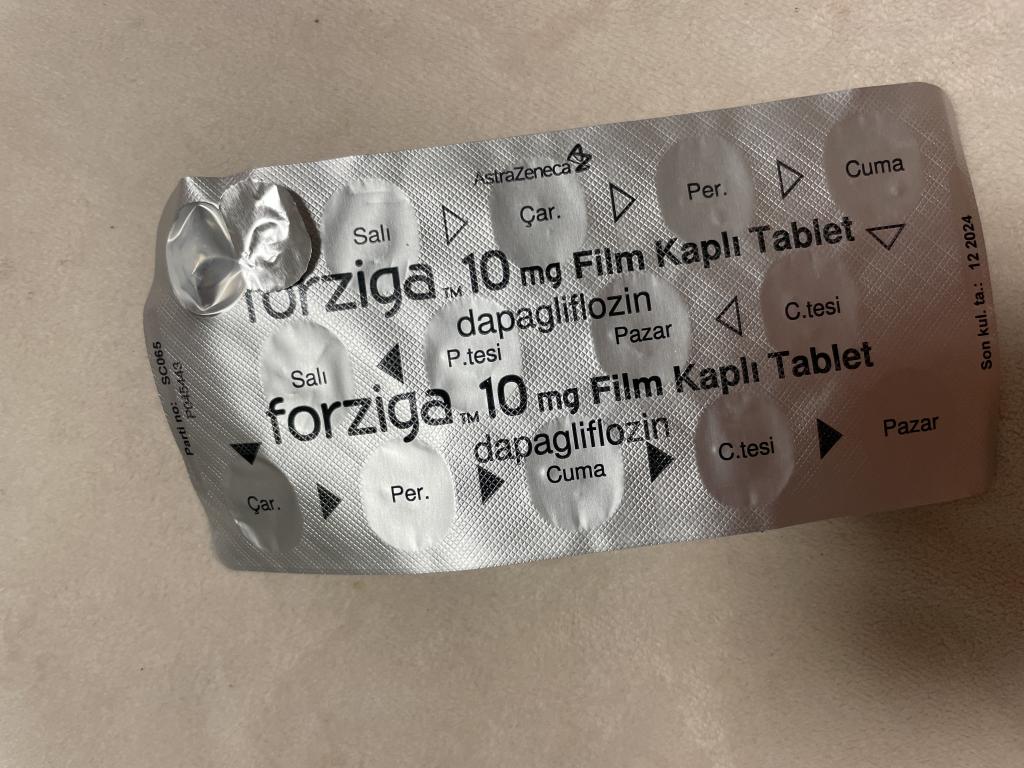 AstraZeneca
Salı
Çar.
Per.
Cuma
forziga™ 10 mg Film Kaplı Tablet
dapagliflozin
P.tesi
Pazar
C.tesi
Salı
forziga™ 10 mg Film Kaplı Tablet
dapagliflozin
Çar.
Per.
Cuma
C.tesi
Pazar
Parti no: SC065
Son kul. ta.: 12 2024